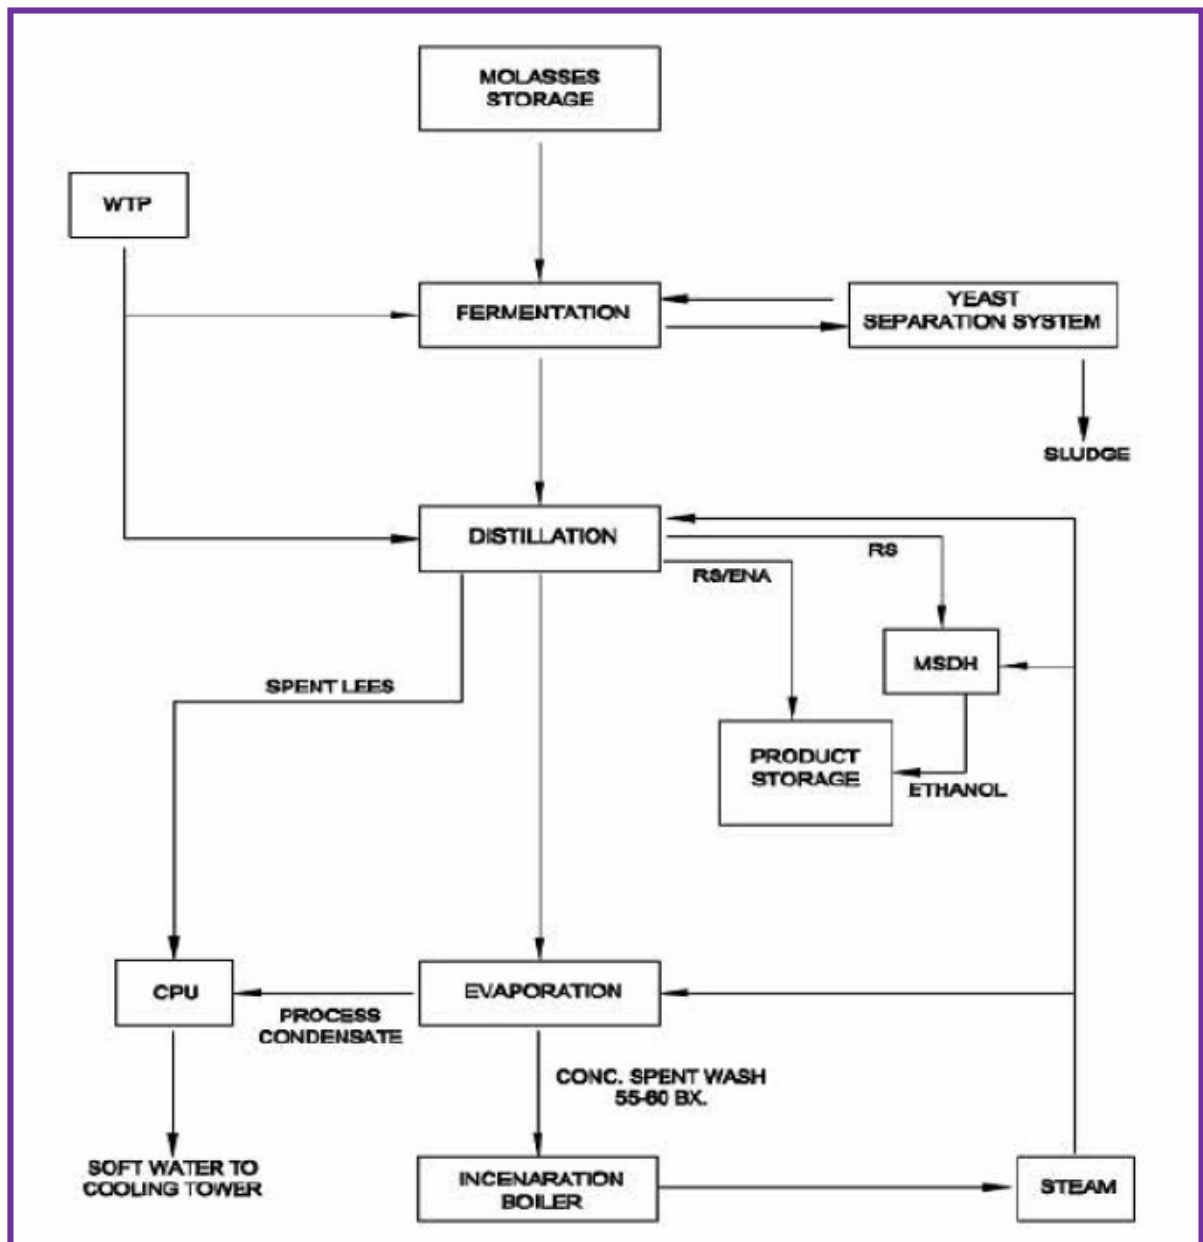 MOLASSES
STORAGE
WTP
FERMENTATION
YEAST
SEPARATION SYSTEM
SLUDGE
DISTILLATION
RS
RS/ENA
MSDH
SPENT LEES
PRODUCT
STORAGE
ETHANOL
CPU
EVAPORATION
PROCESS
CONDENSATE
CONC. SPENT WASH
55-60 BX.
SOFT WATER TO
COOLING TOWER
INCENARATION
BOILER
STEAM